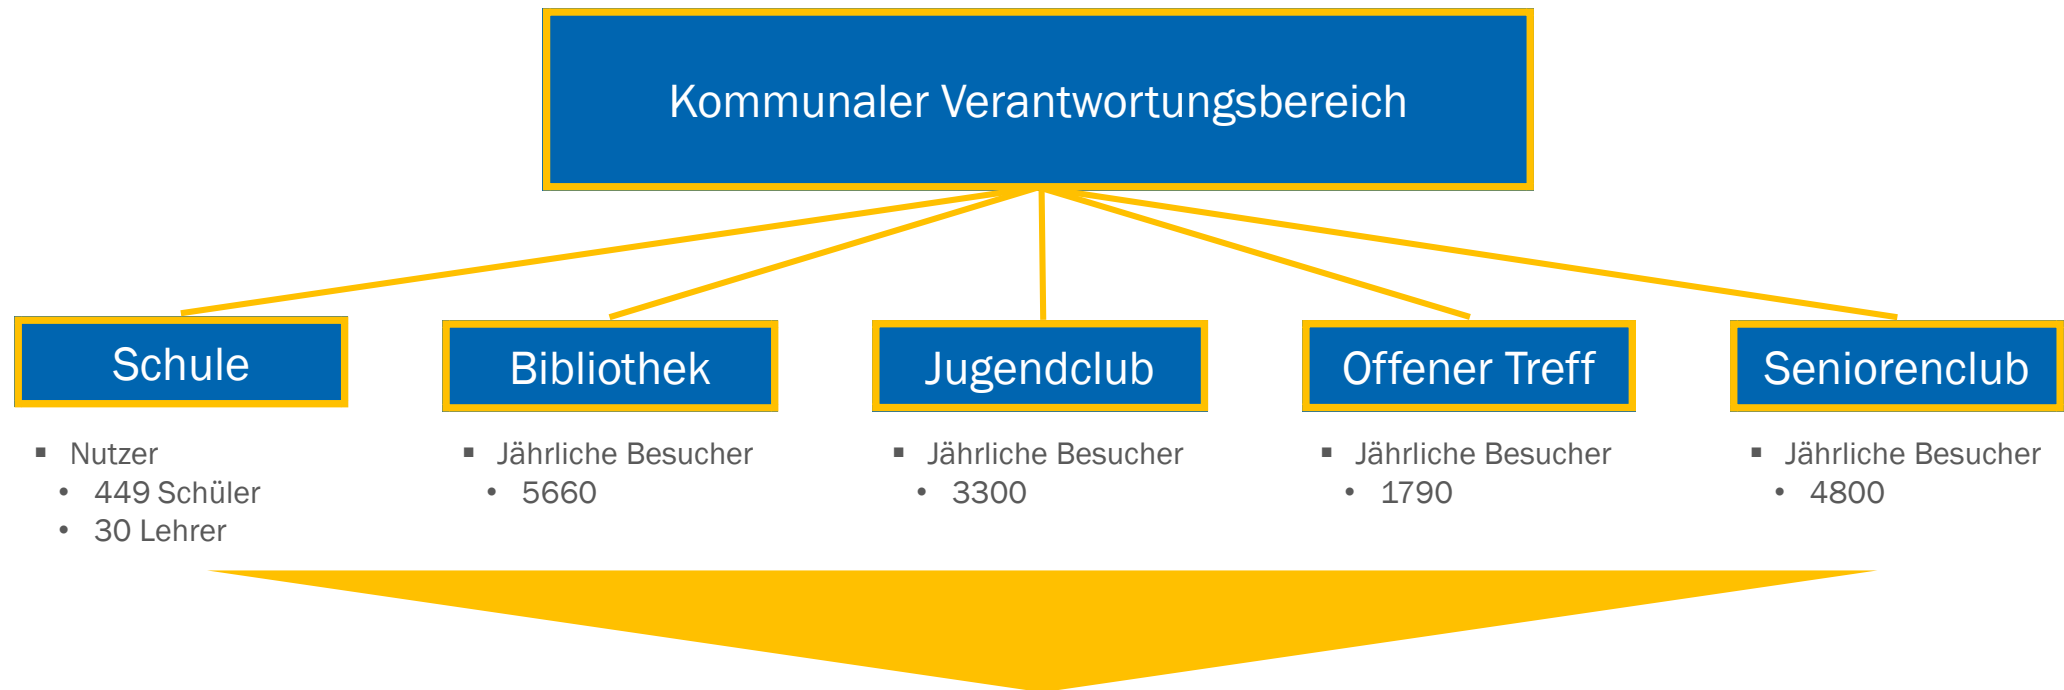 Kommunaler Verantwortungsbereich
Schule
▪ Nutzer
• 449 Schüler
• 30 Lehrer
Bibliothek
▪ Jährliche Besucher
• 5660
Jugendclub
▪ Jährliche Besucher
• 3300
Offener Treff
▪ Jährliche Besucher
• 1790
Seniorenclub
▪ Jährliche Besucher
• 4800